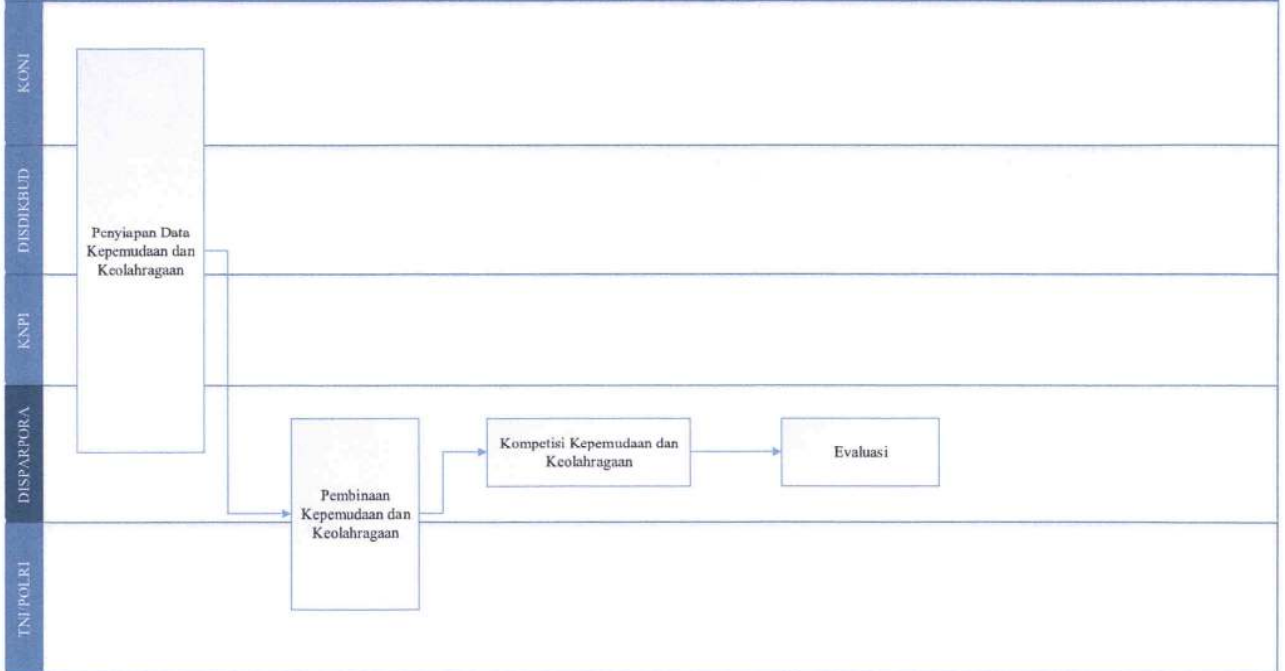 KONI
DISDIKBUD
KNPI
DISPARPORA
TNI/POLRI
Penyiapan Data
Kepemudaan dan
Keolahragaan
Pembinaan
Kepemudaan dan
Keolahragaan
Kompetisi Kepemudaan dan
Keolahragaan
Evaluasi